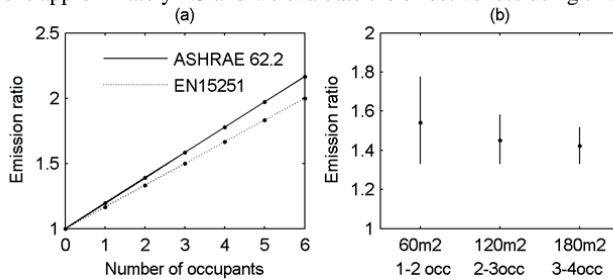 (a)
2.5
2
1.5
1
Emission ratio
ASHRAE 62.2
EN15251
0 1 2 3 4 5 6
Number of occupants
(b)
2
1.8
1.6
1.4
1.2
1
Emission ratio
60m2 120m2 180m2
1-2 occ 2-3occ 3-4occ